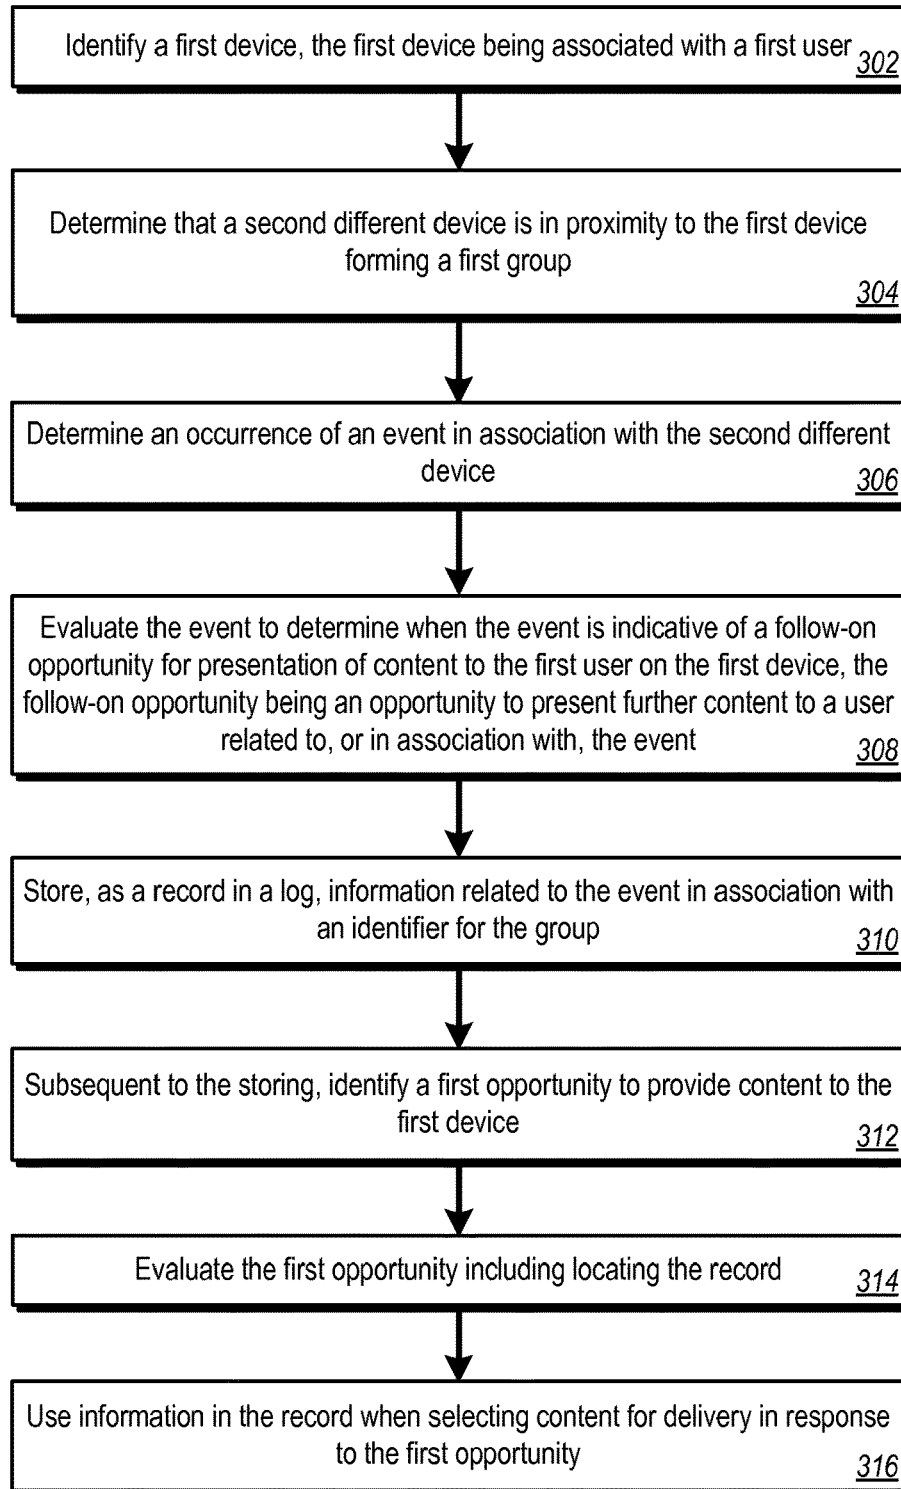 Identify a first device, the first device being associated with a first user
302
Determine that a second different device is in proximity to the first device
forming a first group
304
Determine an occurrence of an event in association with the second different
device
306
Evaluate the event to determine when the event is indicative of a follow-on
opportunity for presentation of content to the first user on the first device, the
follow-on opportunity being an opportunity to present further content to a user
related to, or in association with, the event
308
Store, as a record in a log, information related to the event in association with
an identifier for the group
310
Subsequent to the storing, identify a first opportunity to provide content to the
first device
312
Evaluate the first opportunity including locating the record
314
Use information in the record when selecting content for delivery in response
to the first opportunity
316